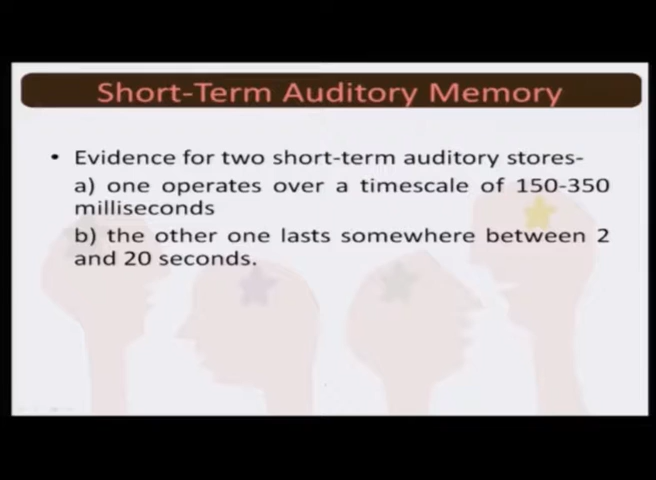 Short-Term Auditory Memory
• Evidence for two short-term auditory stores-
a) one operates over a timescale of 150-350
milliseconds
b) the other one lasts somewhere between 2
and 20 seconds.